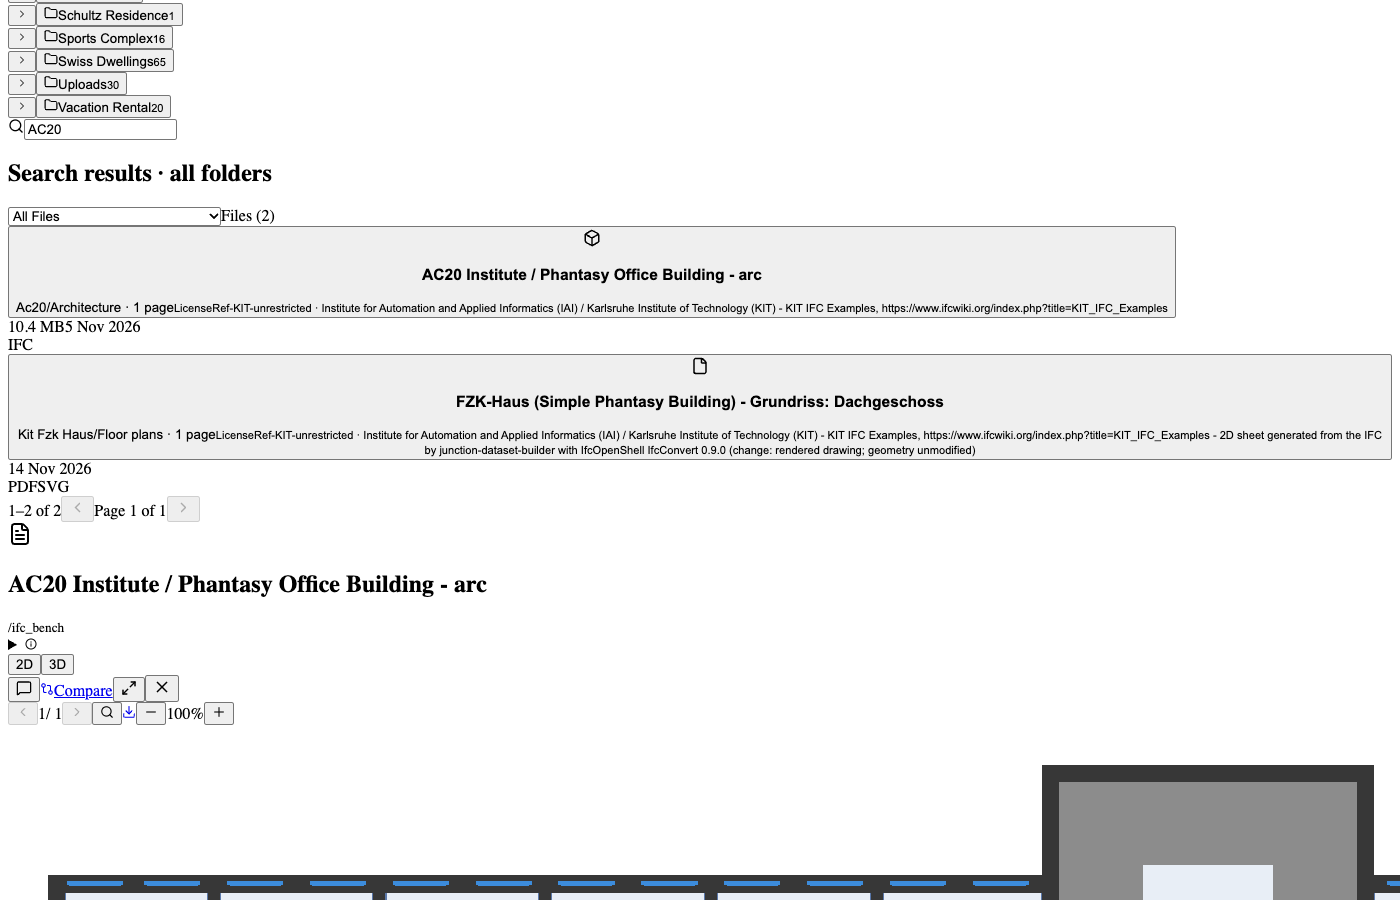 Schultz Residence1
Sports Complex16
Swiss Dwellings65
Uploads30
Vacation Rental20
AC20
Search results · all folders
All Files Files (2)
AC20 Institute / Phantasy Office Building - arc
Ac20/Architecture · 1 pageLicenseRef-KIT-unrestricted · Institute for Automation and Applied Informatics (IAI) / Karlsruhe Institute of Technology (KIT) - KIT IFC Examples, https://www.ifcwiki.org/index.php?title=KIT_IFC_Examples
10.4 MB5 Nov 2026
IFC
FZK-Haus (Simple Phantasy Building) - Grundriss: Dachgeschoss
Kit Fzk Haus/Floor plans · 1 pageLicenseRef-KIT-unrestricted · Institute for Automation and Applied Informatics (IAI) / Karlsruhe Institute of Technology (KIT) - KIT IFC Examples, https://www.ifcwiki.org/index.php?title=KIT_IFC_Examples - 2D sheet generated from the IFC
by junction-dataset-builder with IfcOpenShell IfcConvert 0.9.0 (change: rendered drawing; geometry unmodified)
14 Nov 2026
PDFSVG
1–2 of 2 Page 1 of 1
AC20 Institute / Phantasy Office Building - arc
/ifc_bench
2D 3D
Compare
1/ 1 100%